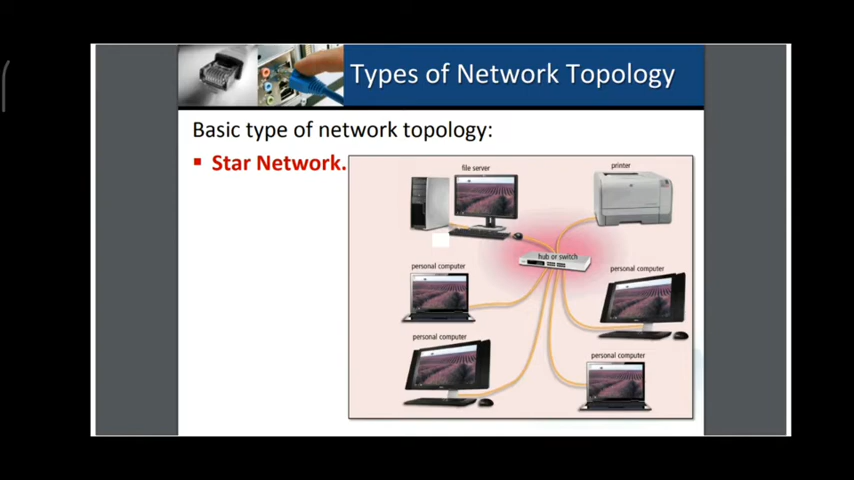 Types of Network Topology
Basic type of network topology:
▪ Star Network.
file server
printer
hub or switch
personal computer
personal computer
personal computer
personal computer